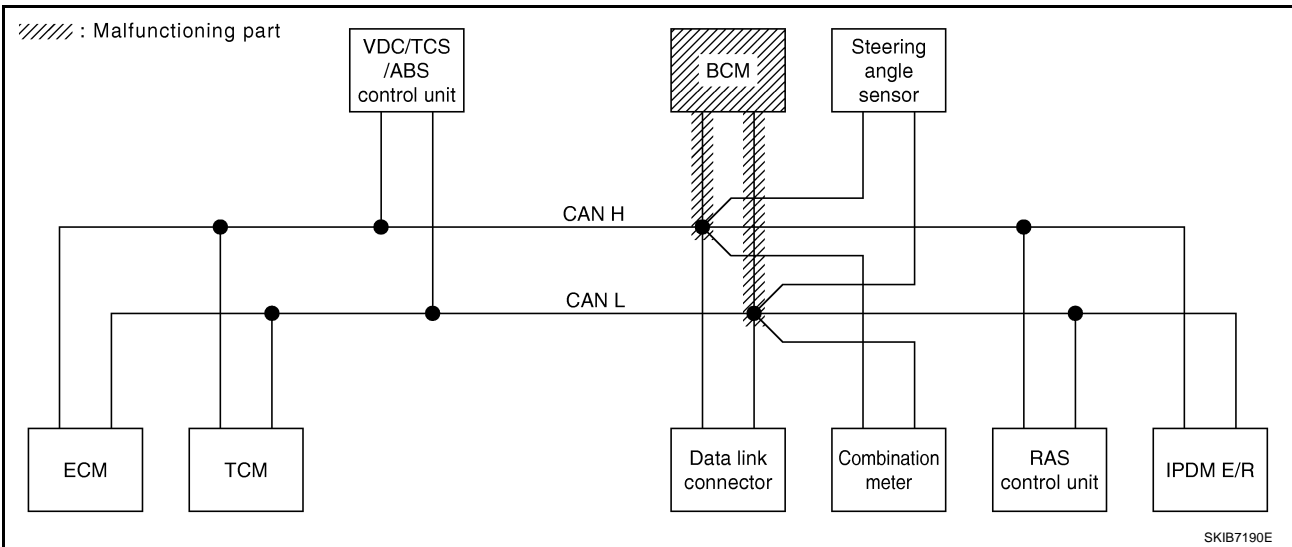 : Malfunctioning part
VDC/TCS
/ABS
control unit
BCM
Steering
angle
sensor
CAN H
CAN L
ECM
TCM
Data link
connector
Combination
meter
RAS
control unit
IPDM E/R
SKIB7190E